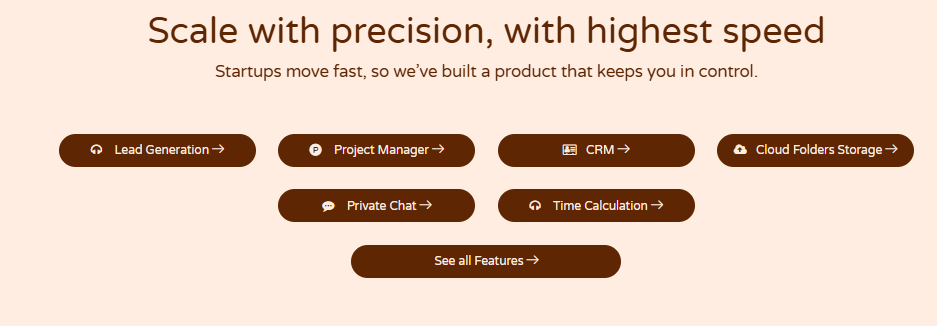 Scale with precision, with highest speed
Startups move fast, so we’ve built a product that keeps you in control.
Lead Generation →
P Project Manager →
CRM →
Cloud Folders Storage →
Private Chat →
Time Calculation →
See all Features →